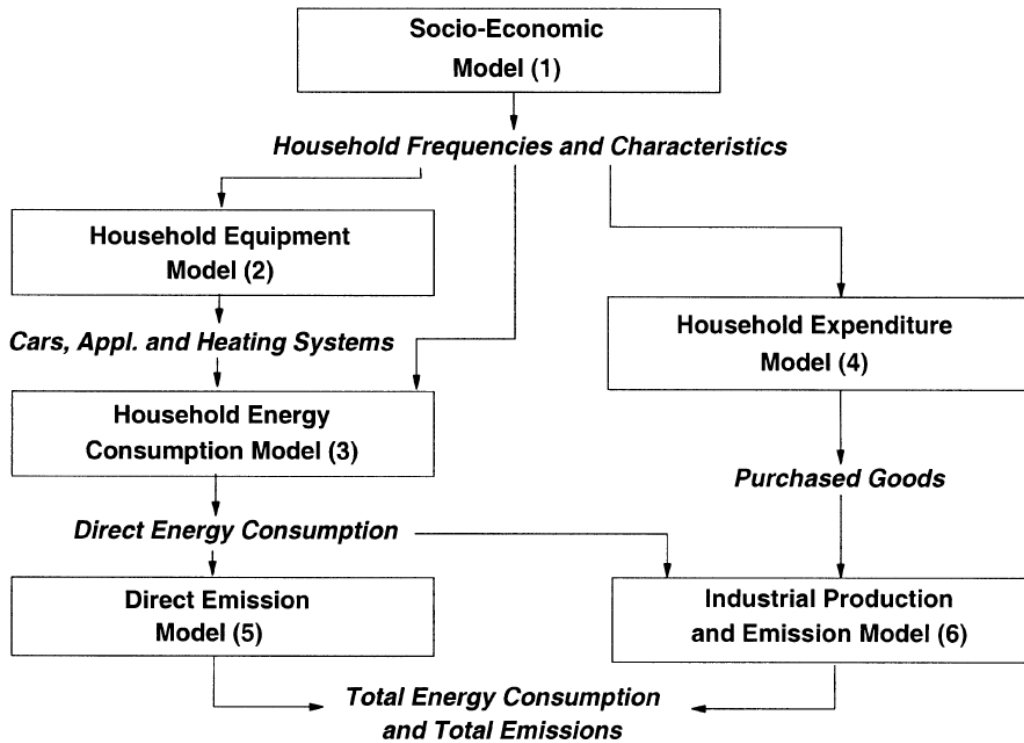 Socio-Economic
Model (1)
Household Frequencies and Characteristics
Household Equipment
Model (2)
Cars, Appl. and Heating Systems
Household Expenditure
Model (4)
Household Energy
Consumption Model (3)
Purchased Goods
Direct Energy Consumption
Direct Emission
Model (5)
Industrial Production
and Emission Model (6)
Total Energy Consumption
and Total Emissions